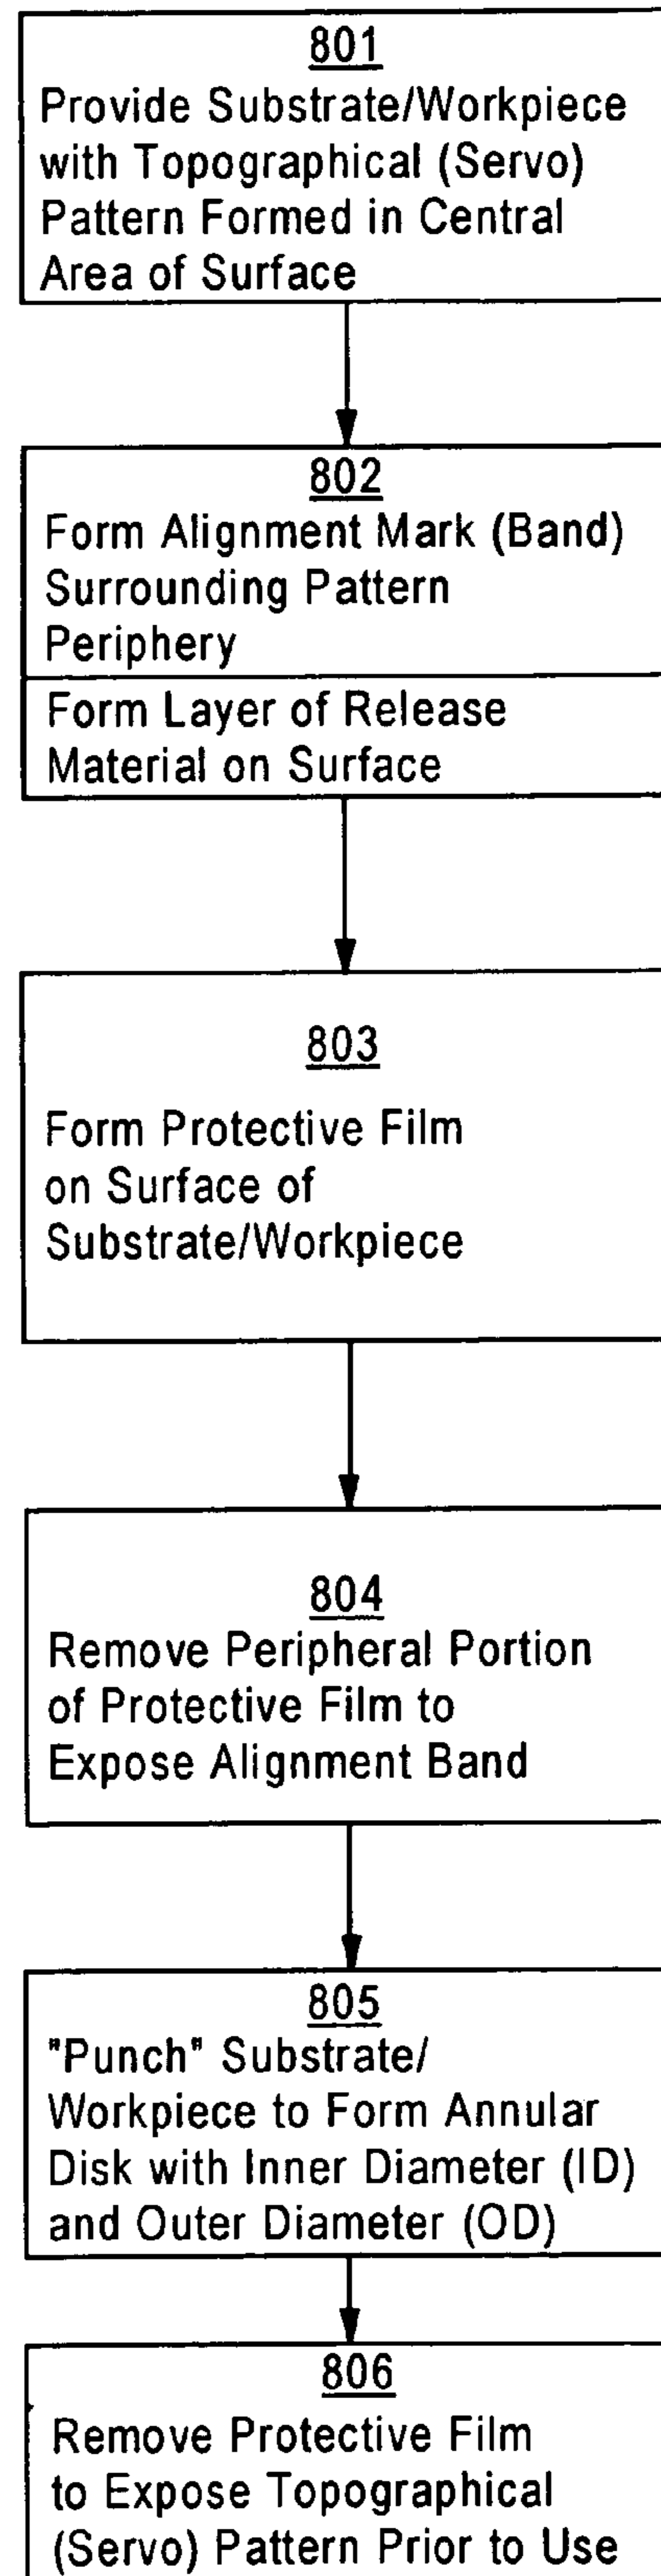 801
Provide Substrate/Workpiece
with Topographical (Servo)
Pattern Formed in Central
Area of Surface
802
Form Alignment Mark (Band)
Surrounding Pattern
Periphery
Form Layer of Release
Material on Surface
803
Form Protective Film
on Surface of
Substrate/Workpiece
804
Remove Peripheral Portion
of Protective Film to
Expose Alignment Band
805
"Punch" Substrate/
Workpiece to Form Annular
Disk with Inner Diameter (ID)
and Outer Diameter (OD)
806
Remove Protective Film
to Expose Topographical
(Servo) Pattern Prior to Use